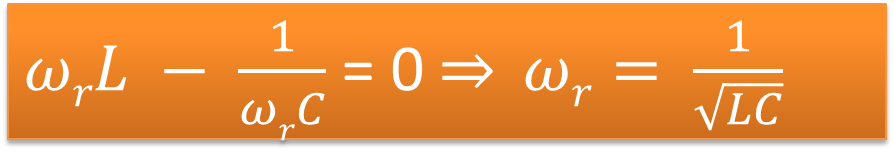 ω_r L − 1/(ω_r C) = 0 ⇒ ω_r = 1/√(LC)